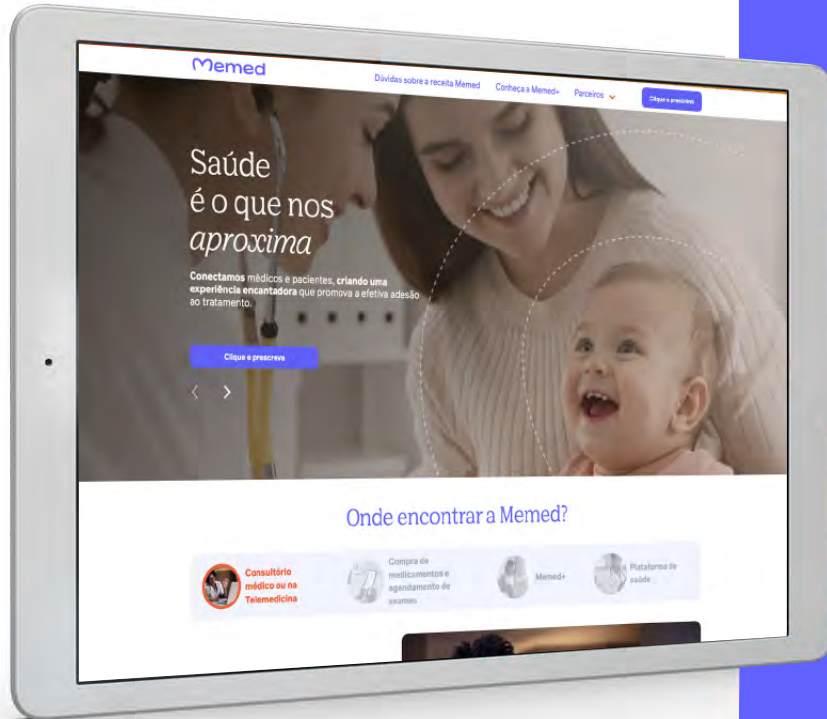 Memed
Dúvidas sobre a receita Memed
Conheça a Memed+
Parceiros
Clique e prescreva
Saúde
é o que nos
aproxima
Conectamos médicos e pacientes, criando uma
experiência encantadora que promova a efetiva adesão
ao tratamento.
Clique e prescreva
Onde encontrar a Memed?
Consultório
médico ou na
Telemedicina
Compra de
medicamentos e
agendamento de
exames
Memed+
Plataforma de
saúde